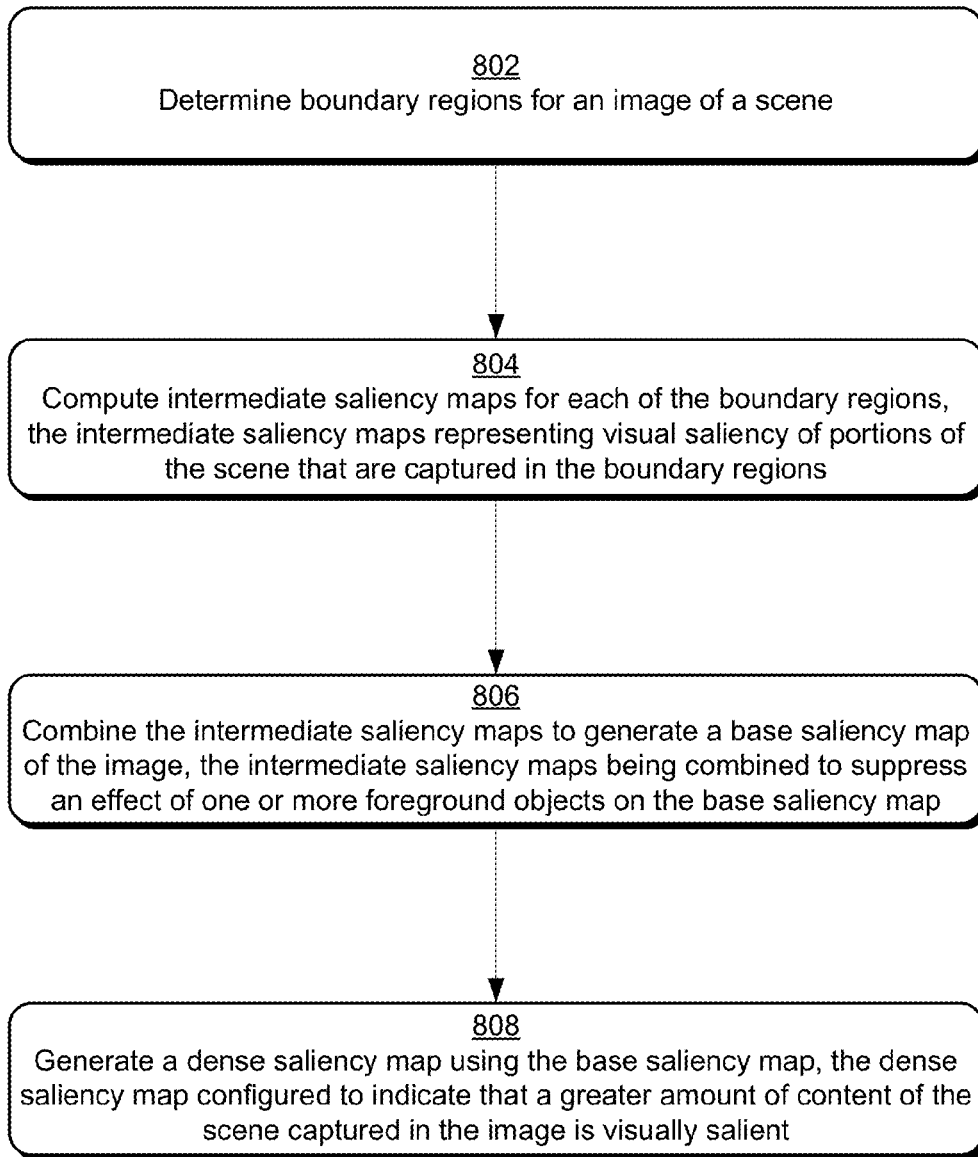 802
Determine boundary regions for an image of a scene
804
Compute intermediate saliency maps for each of the boundary regions,
the intermediate saliency maps representing visual saliency of portions of
the scene that are captured in the boundary regions
806
Combine the intermediate saliency maps to generate a base saliency map
of the image, the intermediate saliency maps being combined to suppress
an effect of one or more foreground objects on the base saliency map
808
Generate a dense saliency map using the base saliency map, the dense
saliency map configured to indicate that a greater amount of content of the
scene captured in the image is visually salient